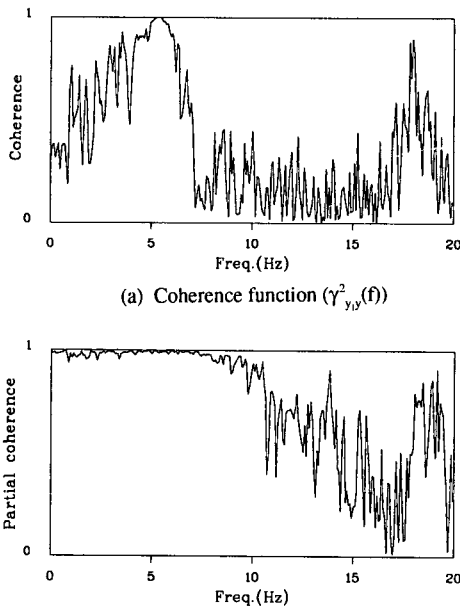 1
Coherence
0
0 5 10 15 20
Freq.(Hz)
(a) Coherence function (γ²y₁y(f))
1
Partial coherence
0
0 5 10 15 20
Freq.(Hz)